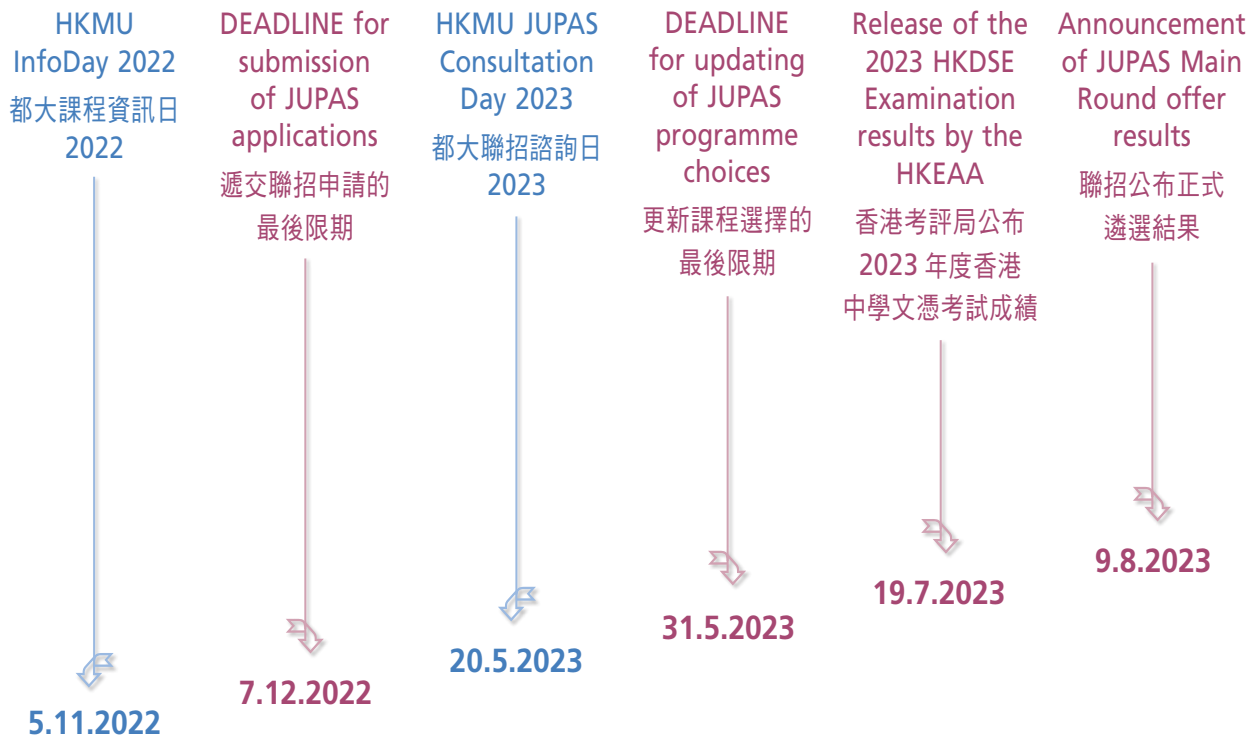 HKMU
InfoDay 2022
都大課程資訊日
2022
5.11.2022
DEADLINE for
submission
of JUPAS
applications
遞交聯招申請的
最後限期
7.12.2022
HKMU JUPAS
Consultation
Day 2023
都大聯招諮詢日
2023
20.5.2023
DEADLINE
for updating
of JUPAS
programme
choices
更新課程選擇的
最後限期
31.5.2023
Release of the
2023 HKDSE
Examination
results by the
HKEAA
香港考評局公布
2023 年度香港
中學文憑考試成績
19.7.2023
Announcement
of JUPAS Main
Round offer
results
聯招公布正式
遴選結果
9.8.2023